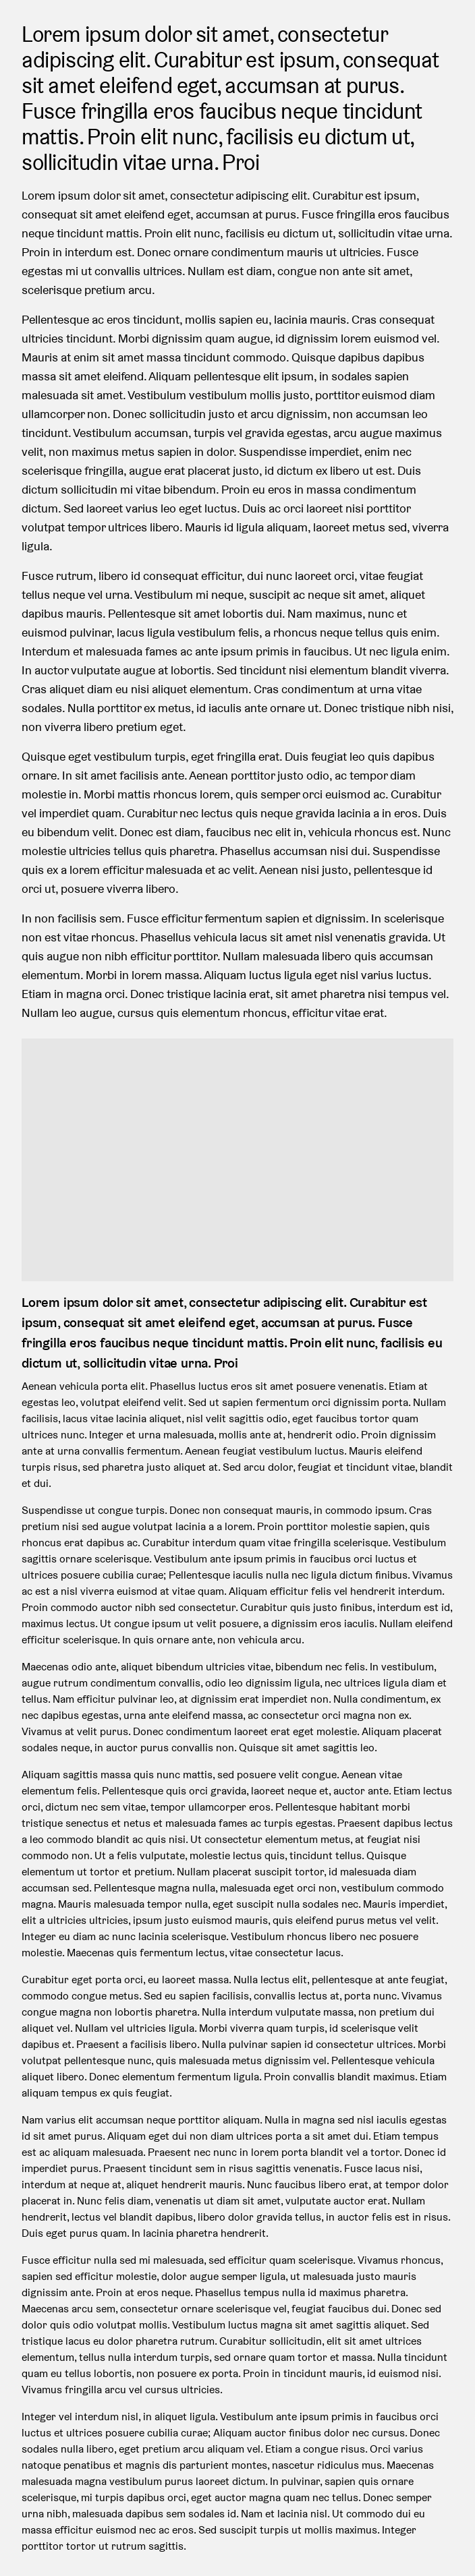 Lorem ipsum dolor sit amet, consectetur
adipiscing elit. Curabitur est ipsum, consequat
sit amet eleifend eget, accumsan at purus.
Fusce fringilla eros faucibus neque tincidunt
mattis. Proin elit nunc, facilisis eu dictum ut,
sollicitudin vitae urna. Proi
Lorem ipsum dolor sit amet, consectetur adipiscing elit. Curabitur est ipsum,
consequat sit amet eleifend eget, accumsan at purus. Fusce fringilla eros faucibus
neque tincidunt mattis. Proin elit nunc, facilisis eu dictum ut, sollicitudin vitae urna.
Proin in interdum est. Donec ornare condimentum mauris ut ultricies. Fusce
egestas mi ut convallis ultrices. Nullam est diam, congue non ante sit amet,
scelerisque pretium arcu.
Pellentesque ac eros tincidunt, mollis sapien eu, lacinia mauris. Cras consequat
ultricies tincidunt. Morbi dignissim quam augue, id dignissim lorem euismod vel.
Mauris at enim sit amet massa tincidunt commodo. Quisque dapibus dapibus
massa sit amet eleifend. Aliquam pellentesque elit ipsum, in sodales sapien
malesuada sit amet. Vestibulum vestibulum mollis justo, porttitor euismod diam
ullamcorper non. Donec sollicitudin justo et arcu dignissim, non accumsan leo
tincidunt. Vestibulum accumsan, turpis vel gravida egestas, arcu augue maximus
velit, non maximus metus sapien in dolor. Suspendisse imperdiet, enim nec
scelerisque fringilla, augue erat placerat justo, id dictum ex libero ut est. Duis
dictum sollicitudin mi vitae bibendum. Proin eu eros in massa condimentum
dictum. Sed laoreet varius leo eget luctus. Duis ac orci laoreet nisi porttitor
volutpat tempor ultrices libero. Mauris id ligula aliquam, laoreet metus sed, viverra
ligula.
Fusce rutrum, libero id consequat efficitur, dui nunc laoreet orci, vitae feugiat
tellus neque vel urna. Vestibulum mi neque, suscipit ac neque sit amet, aliquet
dapibus mauris. Pellentesque sit amet lobortis dui. Nam maximus, nunc et
euismod pulvinar, lacus ligula vestibulum felis, a rhoncus neque tellus quis enim.
Interdum et malesuada fames ac ante ipsum primis in faucibus. Ut nec ligula enim.
In auctor vulputate augue at lobortis. Sed tincidunt nisi elementum blandit viverra.
Cras aliquet diam eu nisi aliquet elementum. Cras condimentum at urna vitae
sodales. Nulla porttitor ex metus, id iaculis ante ornare ut. Donec tristique nibh nisi,
non viverra libero pretium eget.
Quisque eget vestibulum turpis, eget fringilla erat. Duis feugiat leo quis dapibus
ornare. In sit amet facilisis ante. Aenean porttitor justo odio, ac tempor diam
molestie in. Morbi mattis rhoncus lorem, quis semper orci euismod ac. Curabitur
vel imperdiet quam. Curabitur nec lectus quis neque gravida lacinia a in eros. Duis
eu bibendum velit. Donec est diam, faucibus nec elit in, vehicula rhoncus est. Nunc
molestie ultricies tellus quis pharetra. Phasellus accumsan nisi dui. Suspendisse
quis ex a lorem efficitur malesuada et ac velit. Aenean nisi justo, pellentesque id
orci ut, posuere viverra libero.
In non facilisis sem. Fusce efficitur fermentum sapien et dignissim. In scelerisque
non est vitae rhoncus. Phasellus vehicula lacus sit amet nisl venenatis gravida. Ut
quis augue non nibh efficitur porttitor. Nullam malesuada libero quis accumsan
elementum. Morbi in lorem massa. Aliquam luctus ligula eget nisl varius luctus.
Etiam in magna orci. Donec tristique lacinia erat, sit amet pharetra nisi tempus vel.
Nullam leo augue, cursus quis elementum rhoncus, efficitur vitae erat.
Lorem ipsum dolor sit amet, consectetur adipiscing elit. Curabitur est
ipsum, consequat sit amet eleifend eget, accumsan at purus. Fusce
fringilla eros faucibus neque tincidunt mattis. Proin elit nunc, facilisis eu
dictum ut, sollicitudin vitae urna. Proi
Aenean vehicula porta elit. Phasellus luctus eros sit amet posuere venenatis. Etiam at
egestas leo, volutpat eleifend velit. Sed ut sapien fermentum orci dignissim porta. Nullam
facilisis, lacus vitae lacinia aliquet, nisl velit sagittis odio, eget faucibus tortor quam
ultrices nunc. Integer et urna malesuada, mollis ante at, hendrerit odio. Proin dignissim
ante at urna convallis fermentum. Aenean feugiat vestibulum luctus. Mauris eleifend
turpis risus, sed pharetra justo aliquet at. Sed arcu dolor, feugiat et tincidunt vitae, blandit
et dui.
Suspendisse ut congue turpis. Donec non consequat mauris, in commodo ipsum. Cras
pretium nisi sed augue volutpat lacinia a a lorem. Proin porttitor molestie sapien, quis
rhoncus erat dapibus ac. Curabitur interdum quam vitae fringilla scelerisque. Vestibulum
sagittis ornare scelerisque. Vestibulum ante ipsum primis in faucibus orci luctus et
ultrices posuere cubilia curae; Pellentesque iaculis nulla nec ligula dictum finibus. Vivamus
ac est a nisl viverra euismod at vitae quam. Aliquam efficitur felis vel hendrerit interdum.
Proin commodo auctor nibh sed consectetur. Curabitur quis justo finibus, interdum est id,
maximus lectus. Ut congue ipsum ut velit posuere, a dignissim eros iaculis. Nullam eleifend
efficitur scelerisque. In quis ornare ante, non vehicula arcu.
Maecenas odio ante, aliquet bibendum ultricies vitae, bibendum nec felis. In vestibulum,
augue rutrum condimentum convallis, odio leo dignissim ligula, nec ultrices ligula diam et
tellus. Nam efficitur pulvinar leo, at dignissim erat imperdiet non. Nulla condimentum, ex
nec dapibus egestas, urna ante eleifend massa, ac consectetur orci magna non ex.
Vivamus at velit purus. Donec condimentum laoreet erat eget molestie. Aliquam placerat
sodales neque, in auctor purus convallis non. Quisque sit amet sagittis leo.
Aliquam sagittis massa quis nunc mattis, sed posuere velit congue. Aenean vitae
elementum felis. Pellentesque quis orci gravida, laoreet neque et, auctor ante. Etiam lectus
orci, dictum nec sem vitae, tempor ullamcorper eros. Pellentesque habitant morbi
tristique senectus et netus et malesuada fames ac turpis egestas. Praesent dapibus lectus
a leo commodo blandit ac quis nisi. Ut consectetur elementum metus, at feugiat nisi
commodo non. Ut a felis vulputate, molestie lectus quis, tincidunt tellus. Quisque
elementum ut tortor et pretium. Nullam placerat suscipit tortor, id malesuada diam
accumsan sed. Pellentesque magna nulla, malesuada eget orci non, vestibulum commodo
magna. Mauris malesuada tempor nulla, eget suscipit nulla sodales nec. Mauris imperdiet,
elit a ultricies ultricies, ipsum justo euismod mauris, quis eleifend purus metus vel velit.
Integer eu diam ac nunc lacinia scelerisque. Vestibulum rhoncus libero nec posuere
molestie. Maecenas quis fermentum lectus, vitae consectetur lacus.
Curabitur eget porta orci, eu laoreet massa. Nulla lectus elit, pellentesque at ante feugiat,
commodo congue metus. Sed eu sapien facilisis, convallis lectus at, porta nunc. Vivamus
congue magna non lobortis pharetra. Nulla interdum vulputate massa, non pretium dui
aliquet vel. Nullam vel ultricies ligula. Morbi viverra quam turpis, id scelerisque velit
dapibus et. Praesent a facilisis libero. Nulla pulvinar sapien id consectetur ultrices. Morbi
volutpat pellentesque nunc, quis malesuada metus dignissim vel. Pellentesque vehicula
aliquet libero. Donec elementum fermentum ligula. Proin convallis blandit maximus. Etiam
aliquam tempus ex quis feugiat.
Nam varius elit accumsan neque porttitor aliquam. Nulla in magna sed nisl iaculis egestas
id sit amet purus. Aliquam eget dui non diam ultrices porta a sit amet dui. Etiam tempus
est ac aliquam malesuada. Praesent nec nunc in lorem porta blandit vel a tortor. Donec id
imperdiet purus. Praesent tincidunt sem in risus sagittis venenatis. Fusce lacus nisi,
interdum at neque at, aliquet hendrerit mauris. Nunc faucibus libero erat, at tempor dolor
placerat in. Nunc felis diam, venenatis ut diam sit amet, vulputate auctor erat. Nullam
hendrerit, lectus vel blandit dapibus, libero dolor gravida tellus, in auctor felis est in risus.
Duis eget purus quam. In lacinia pharetra hendrerit.
Fusce efficitur nulla sed mi malesuada, sed efficitur quam scelerisque. Vivamus rhoncus,
sapien sed efficitur molestie, dolor augue semper ligula, ut malesuada justo mauris
dignissim ante. Proin at eros neque. Phasellus tempus nulla id maximus pharetra.
Maecenas arcu sem, consectetur ornare scelerisque vel, feugiat faucibus dui. Donec sed
dolor quis odio volutpat mollis. Vestibulum luctus magna sit amet sagittis aliquet. Sed
tristique lacus eu dolor pharetra rutrum. Curabitur sollicitudin, elit sit amet ultrices
elementum, tellus nulla interdum turpis, sed ornare quam tortor et massa. Nulla tincidunt
quam eu tellus lobortis, non posuere ex porta. Proin in tincidunt mauris, id euismod nisi.
Vivamus fringilla arcu vel cursus ultricies.
Integer vel interdum nisl, in aliquet ligula. Vestibulum ante ipsum primis in faucibus orci
luctus et ultrices posuere cubilia curae; Aliquam auctor finibus dolor nec cursus. Donec
sodales nulla libero, eget pretium arcu aliquam vel. Etiam a congue risus. Orci varius
natoque penatibus et magnis dis parturient montes, nascetur ridiculus mus. Maecenas
malesuada magna vestibulum purus laoreet dictum. In pulvinar, sapien quis ornare
scelerisque, mi turpis dapibus orci, eget auctor magna quam nec tellus. Donec semper
urna nibh, malesuada dapibus sem sodales id. Nam et lacinia nisl. Ut commodo dui eu
massa efficitur euismod nec ac eros. Sed suscipit turpis ut mollis maximus. Integer
porttitor tortor ut rutrum sagittis.